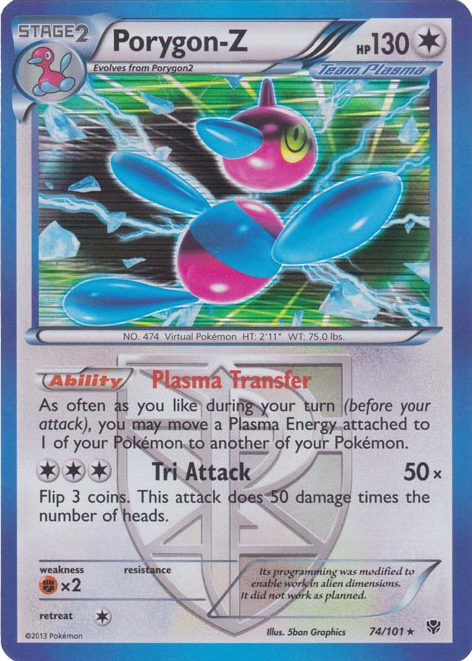 STAGE2
Porygon-Z
HP130
Evolves from Porygon2
Team Plasma
NO. 474 Virtual Pokémon HT: 2'11" WT: 75.0 lbs.
Ability Plasma Transfer
As often as you like during your turn (before your
attack), you may move a Plasma Energy attached to
1 of your Pokémon to another of your Pokémon.
Tri Attack 50×
Flip 3 coins. This attack does 50 damage times the
number of heads.
weakness resistance
×2
retreat
Its programming was modified to
enable work in alien dimensions.
It did not work as planned.
©2013 Pokémon
Illus. 5ban Graphics 74/101 ★